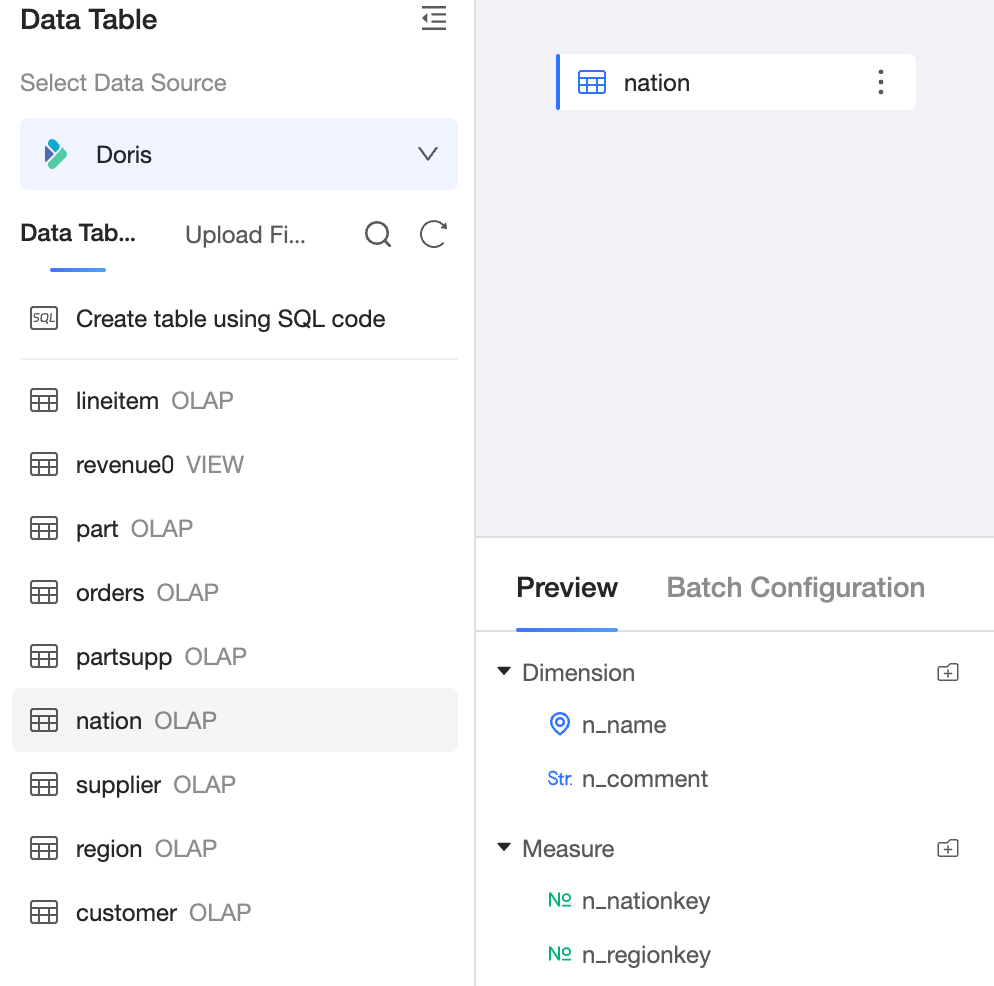 Data Table
Select Data Source
Doris
Data Tab...
Upload Fi...
SQL Create table using SQL code
lineitem OLAP
revenue0 VIEW
part OLAP
orders OLAP
partsupp OLAP
nation OLAP
supplier OLAP
region OLAP
customer OLAP
nation
Preview
Batch Configuration
Dimension
n_name
Str. n_comment
Measure
№ n_nationkey
№ n_regionkey